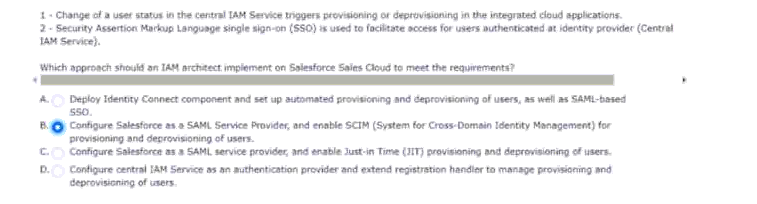 1 - Change of a user status in the central IAM Service triggers provisioning or deprovisioning in the integrated cloud applications.
2 - Security Assertion Markup Language single sign-on (SSO) is used to facilitate access for users authenticated at identity provider (Central
IAM Service).
Which approach should an IAM architect implement on Salesforce Sales Cloud to meet the requirements?
A. Deploy Identity Connect component and set up automated provisioning and deprovisioning of users, as well as SAML-based
SSO.
B. Configure Salesforce as a SAML Service Provider, and enable SCIM (System for Cross-Domain Identity Management) for
provisioning and deprovisioning of users.
C. Configure Salesforce as a SAML service provider, and enable Just-in Time (JIT) provisioning and deprovisioning of users.
D. Configure central IAM Service as an authentication provider and extend registration handler to manage provisioning and
deprovisioning of users.